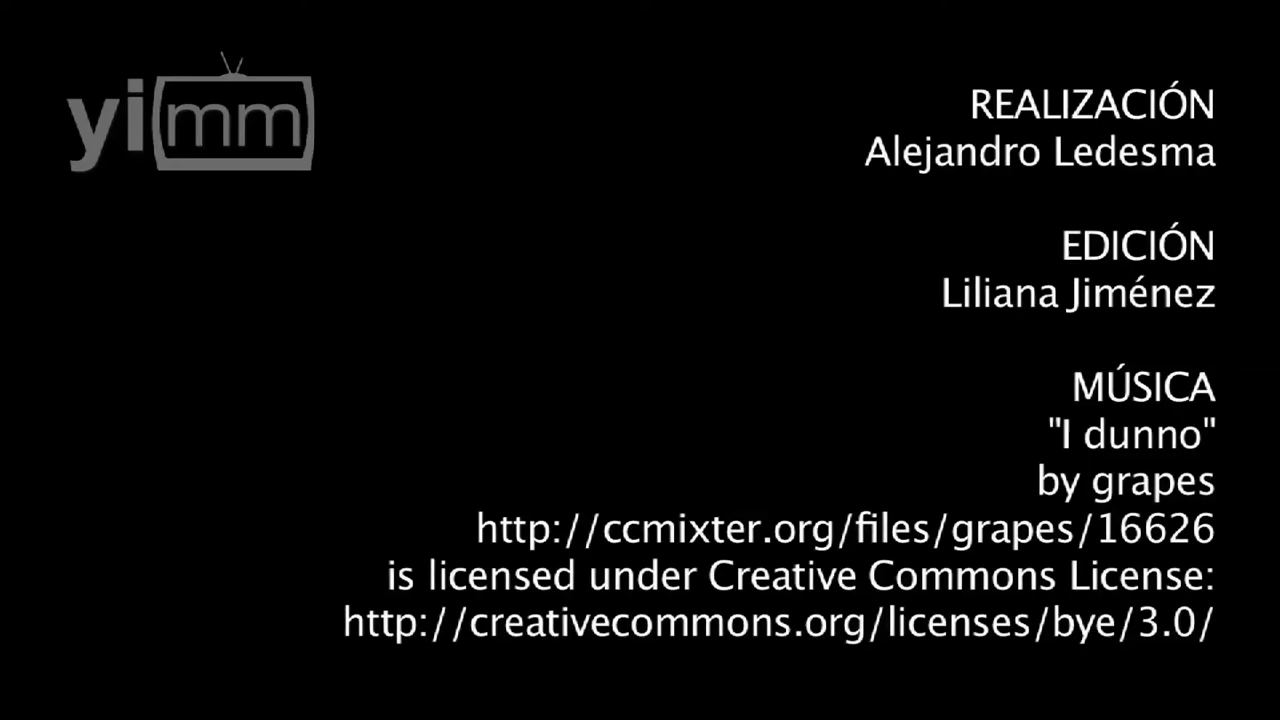 yimm
REALIZACIÓN
Alejandro Ledesma
EDICIÓN
Liliana Jiménez
MÚSICA
"I dunno"
by grapes
http://ccmixter.org/files/grapes/16626
is licensed under Creative Commons License:
http://creativecommons.org/licenses/bye/3.0/